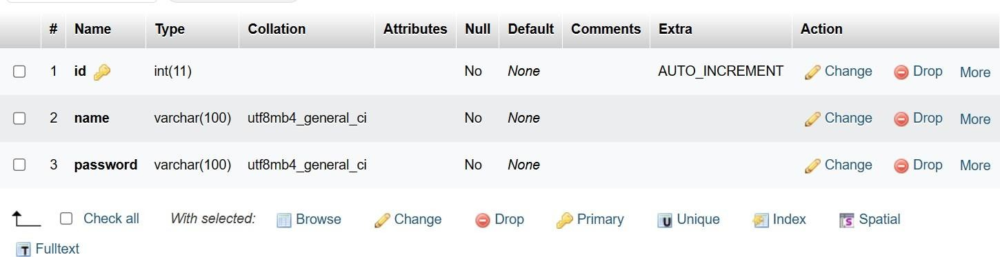 # Name Type Collation Attributes Null Default Comments Extra Action
1 id int(11) No None AUTO_INCREMENT Change Drop More
2 name varchar(100) utf8mb4_general_ci No None Change Drop More
3 password varchar(100) utf8mb4_general_ci No None Change Drop More
Check all With selected: Browse Change Drop Primary U Unique Index S Spatial
T Fulltext